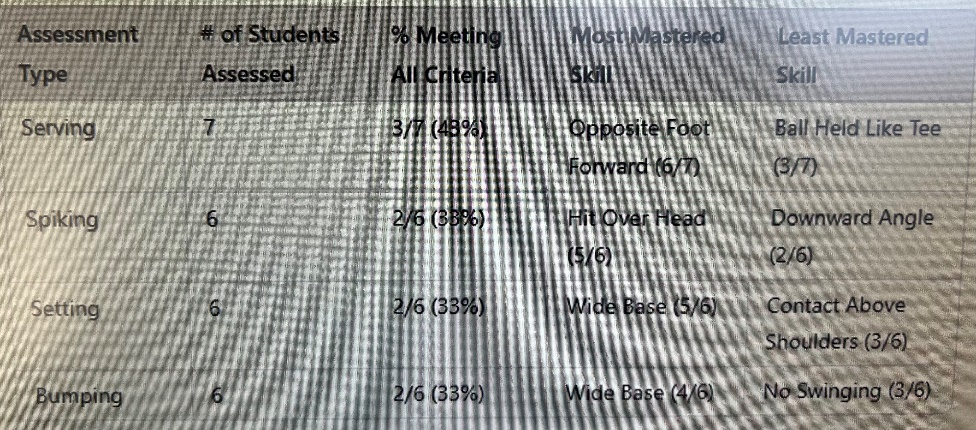 Assessment # of Students % Meeting Most Mastered Least Mastered
Type Assessed All Criteria Skill Skill
Serving 7 3/7 (43%) Opposite Foot Ball Held Like Tee
Forward (6/7) (3/7)
Spiking 6 2/6 (33%) Hit Over Head Downward Angle
(5/6) (2/6)
Setting 6 2/6 (33%) Wide Base (5/6) Contact Above
Shoulders (3/6)
Bumping 6 2/6 (33%) Wide Base (4/6) No Swinging (3/6)